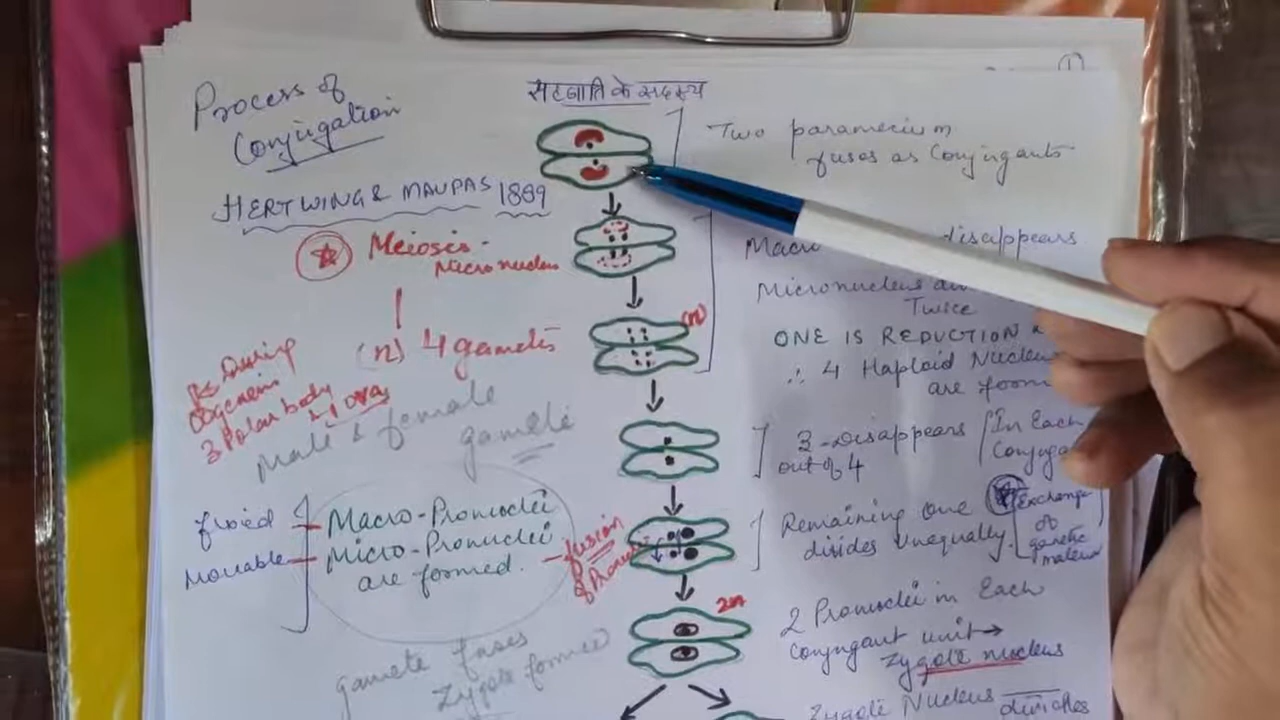 Process of
Conjugation
सहजाति के सदस्य
Two paramecium
fuses as Conjugants
HERTWING & MAUPAS 1889
Meiosis -
Micronucleus
(n) 4 gametes
During
oogenesis
3 Polar body
1 ova
Male & female
gamete
disappears
Micronucleus
Twice
ONE IS REDUCTION
∴ 4 Haploid Nucleus
are form
(n)
3-Disappears
out of 4
In Each
Conjuga
Remaining one
divides Unequally.
Exchange
of
genetic
material
fixed
Movable
Macro-Pronuclei
Micro-Pronuclei
are formed.
fusion
2n
2 Pronuclei in Each
Conjugant unit →
Zygote nucleus
gamete fuses
Zygote formed
Zygote Nucleus
divides